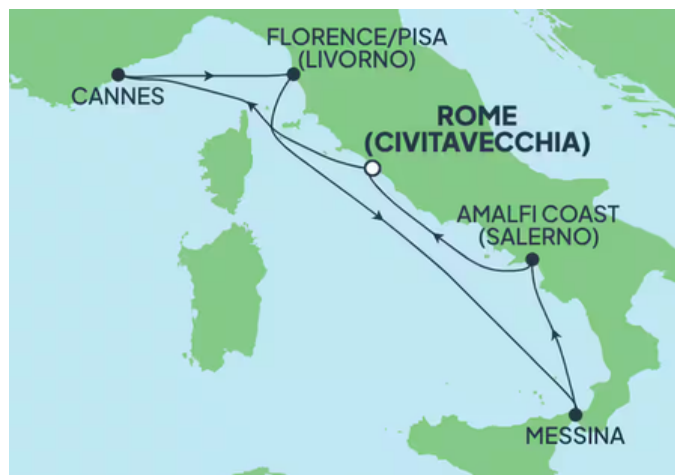 FLORENCE/PISA
(LIVORNO)
CANNES
ROME
(CIVITAVECCHIA)
AMALFI COAST
(SALERNO)
MESSINA